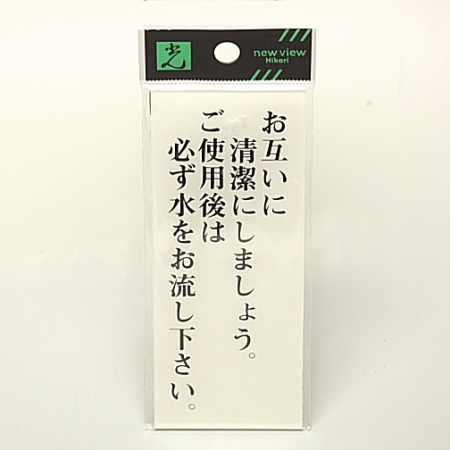 光
new view
Hikari
お互いに
清潔にしましょう。
ご使用後は
必ず水をお流し下さい。